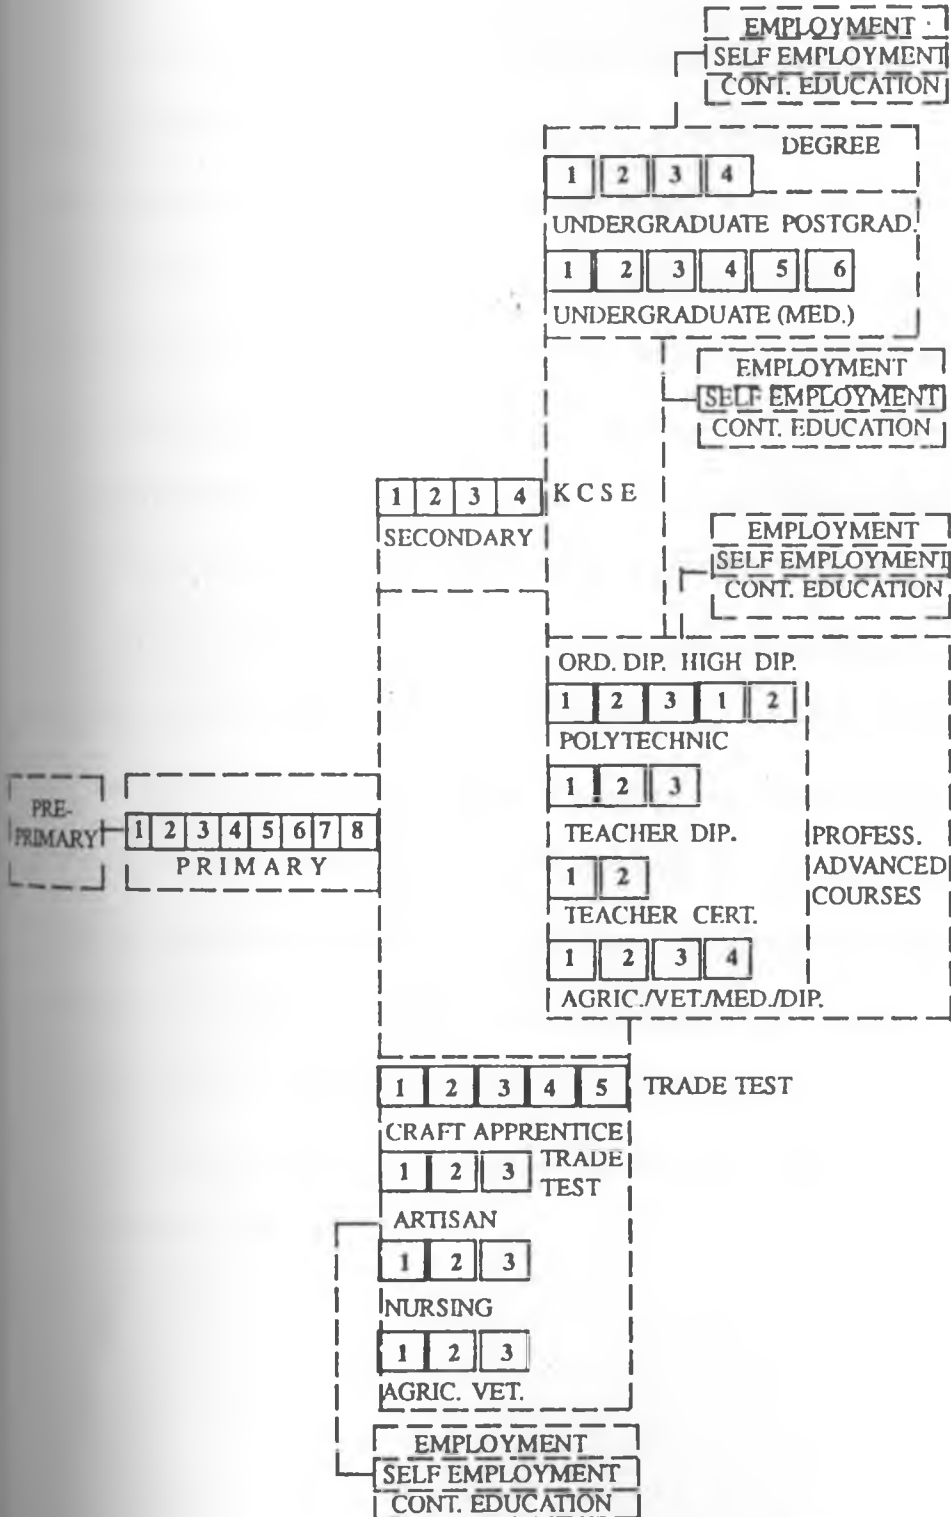 EMPLOYMENT
SELF EMPLOYMENT
CONT. EDUCATION
DEGREE
1 2 3 4
UNDERGRADUATE POSTGRAD.
1 2 3 4 5 6
UNDERGRADUATE (MED.)
EMPLOYMENT
SELF EMPLOYMENT
CONT. EDUCATION
1 2 3 4 KCSE
SECONDARY
EMPLOYMENT
SELF EMPLOYMENT
CONT. EDUCATION
ORD. DIP. HIGH DIP.
1 2 3 1 2
POLYTECHNIC
1 2 3
TEACHER DIP.
1 2
TEACHER CERT.
1 2 3 4
AGRIC./VET./MED./DIP.
PROFESS.
ADVANCED
COURSES
PRE-
PRIMARY
1 2 3 4 5 6 7 8
PRIMARY
1 2 3 4 5 TRADE TEST
CRAFT APPRENTICE
1 2 3 TRADE
TEST
ARTISAN
1 2 3
NURSING
1 2 3
AGRIC. VET.
EMPLOYMENT
SELF EMPLOYMENT
CONT. EDUCATION